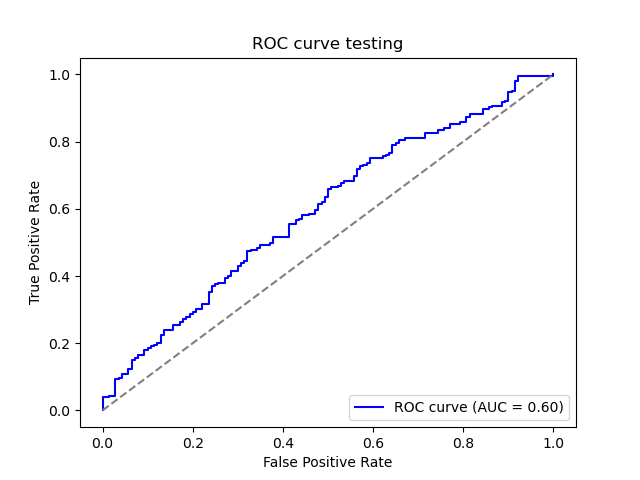 ROC curve testing
True Positive Rate
1.0
0.8
0.6
0.4
0.2
0.0
ROC curve (AUC = 0.60)
0.0 0.2 0.4 0.6 0.8 1.0
False Positive Rate